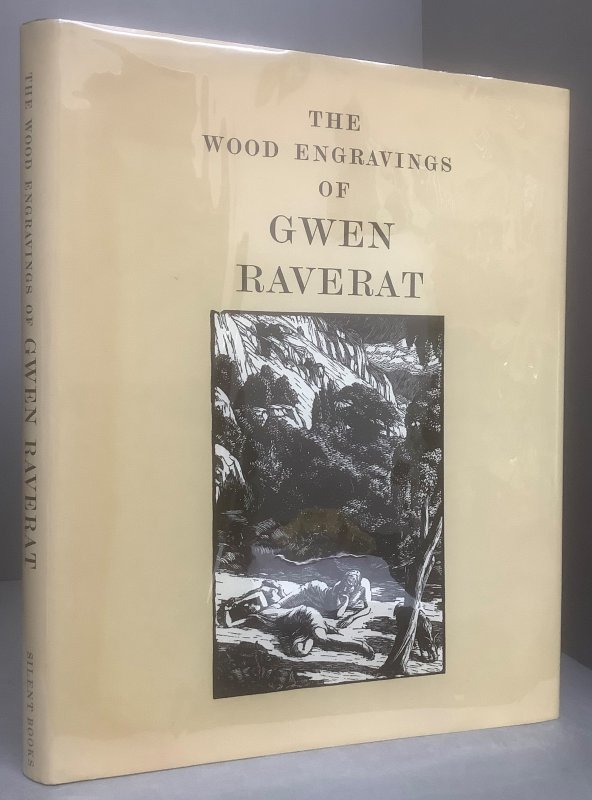 THE
WOOD ENGRAVINGS
OF
GWEN
RAVERAT
THE WOOD ENGRAVINGS OF GWEN RAVERAT
SILENT BOOKS